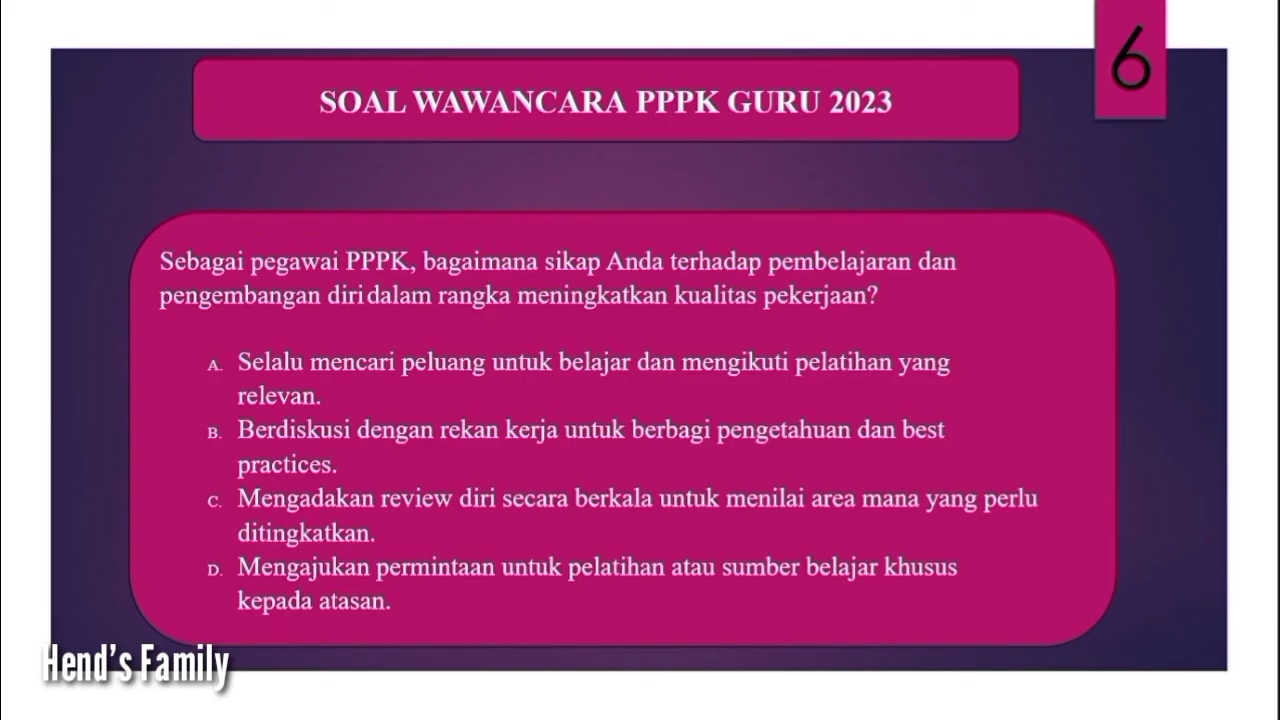 6
SOAL WAWANCARA PPPK GURU 2023
Sebagai pegawai PPPK, bagaimana sikap Anda terhadap pembelajaran dan
pengembangan diri dalam rangka meningkatkan kualitas pekerjaan?
A. Selalu mencari peluang untuk belajar dan mengikuti pelatihan yang
relevan.
B. Berdiskusi dengan rekan kerja untuk berbagi pengetahuan dan best
practices.
C. Mengadakan review diri secara berkala untuk menilai area mana yang perlu
ditingkatkan.
D. Mengajukan permintaan untuk pelatihan atau sumber belajar khusus
kepada atasan.
Hend's Family